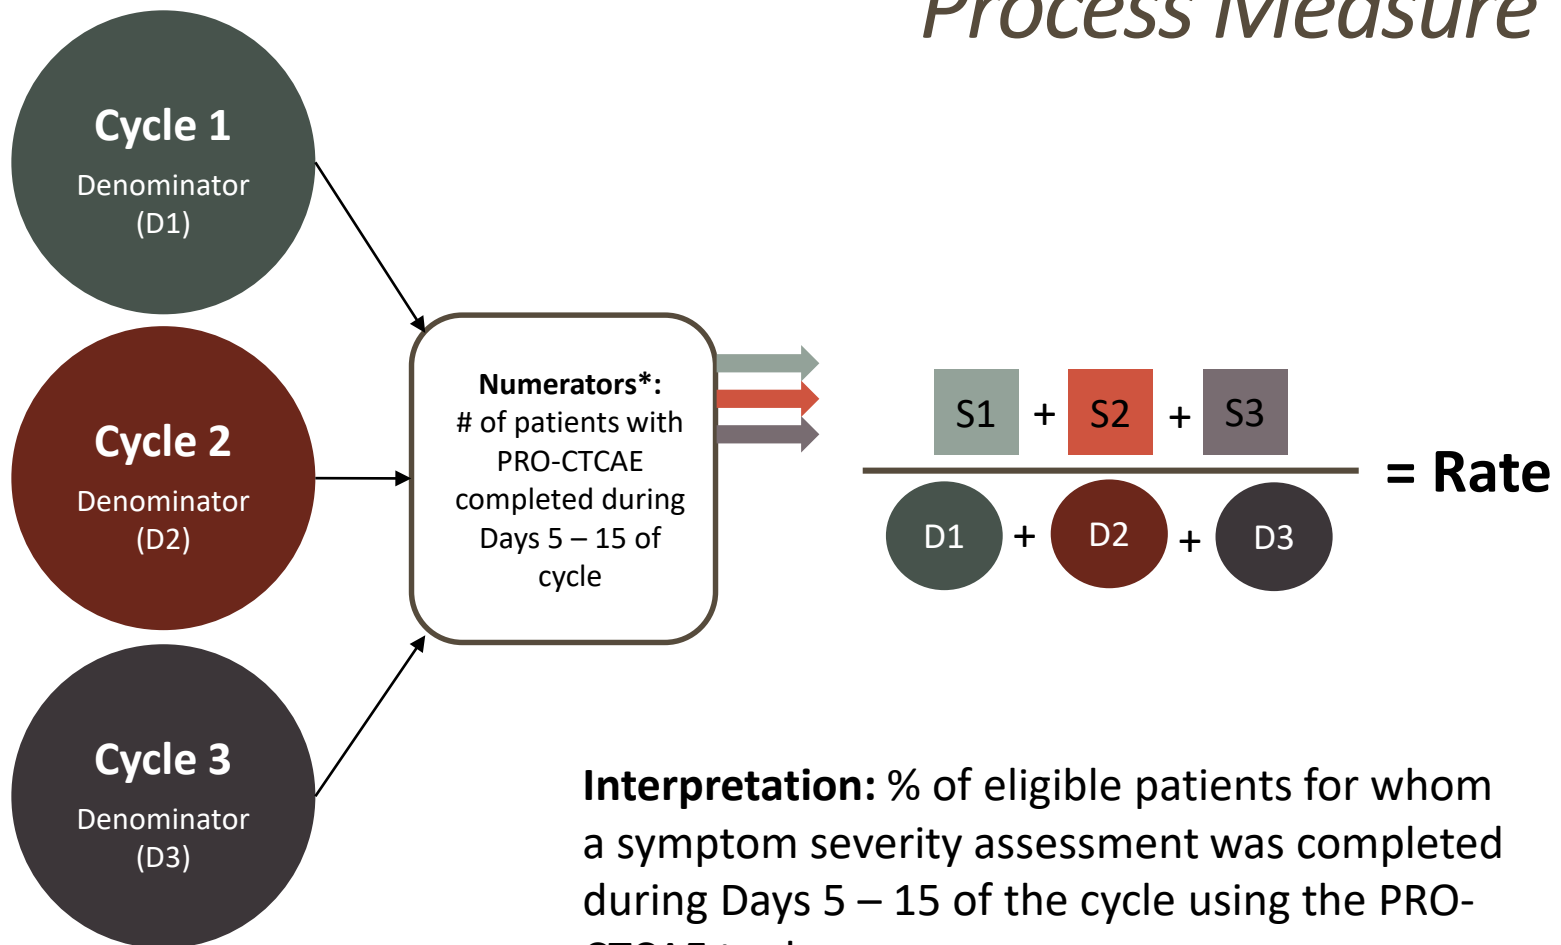 Process Measure
Cycle 1
Denominator
(D1)
Cycle 2
Denominator
(D2)
Cycle 3
Denominator
(D3)
Numerators*:
# of patients with
PRO-CTCAE
completed during
Days 5 – 15 of
cycle
S1 + S2 + S3
D1 + D2 + D3
= Rate
Interpretation: % of eligible patients for whom
a symptom severity assessment was completed
during Days 5 – 15 of the cycle using the PRO-
CTCAE tool